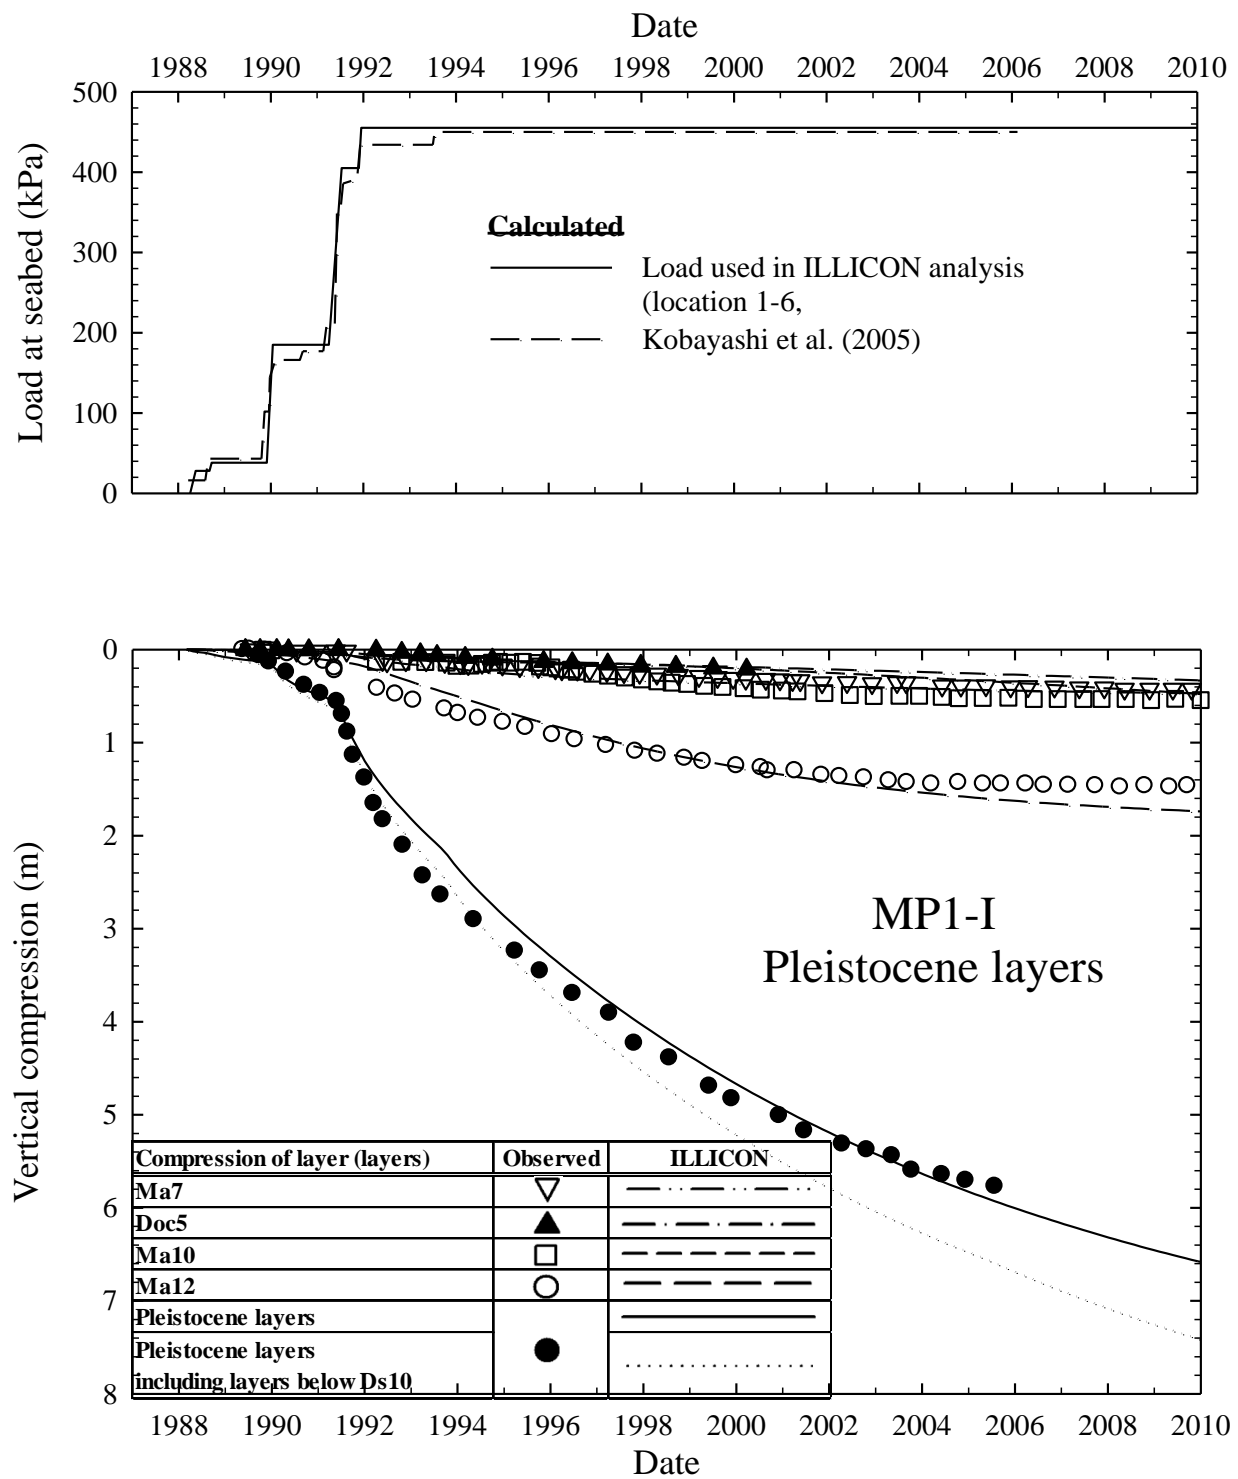 Date
1988 1990 1992 1994 1996 1998 2000 2002 2004 2006 2008 2010
500
400
300
200
100
0
Load at seabed (kPa)
Calculated
Load used in ILLICON analysis
(location 1-6,
Kobayashi et al. (2005)
0
1
2
3
4
5
6
7
8
Vertical compression (m)
MP1-I
Pleistocene layers
Compression of layer (layers) Observed ILLICON
Ma7
Doc5
Ma10
Ma12
Pleistocene layers
Pleistocene layers
including layers below Ds10
1988 1990 1992 1994 1996 1998 2000 2002 2004 2006 2008 2010
Date